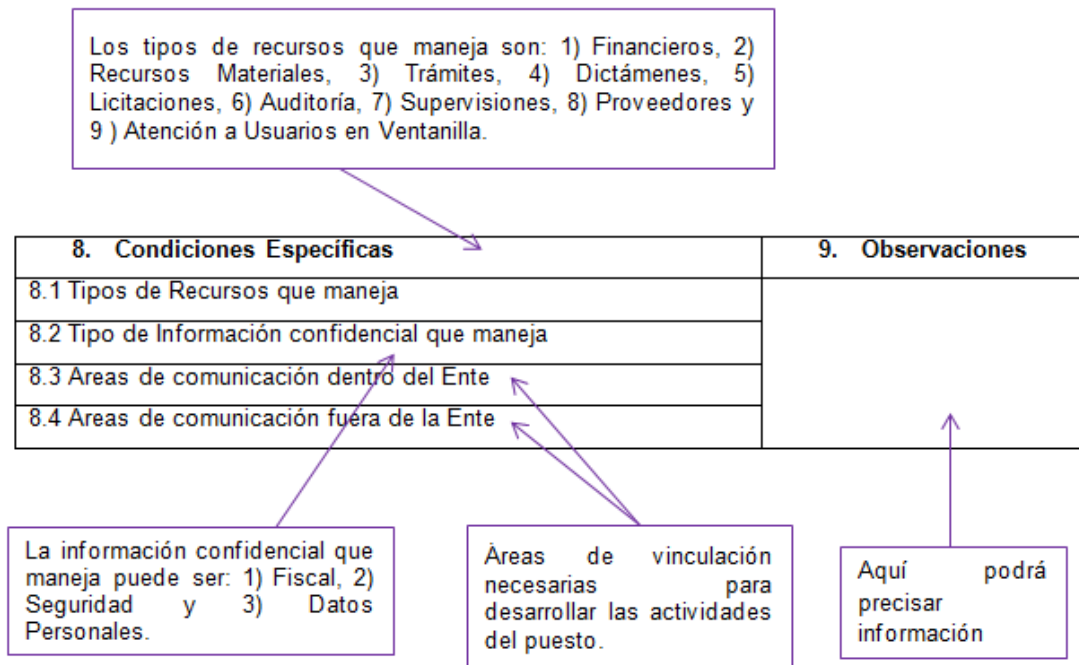 Los tipos de recursos que maneja son: 1) Financieros, 2)
Recursos Materiales, 3) Trámites, 4) Dictámenes, 5)
Licitaciones, 6) Auditoría, 7) Supervisiones, 8) Proveedores y
9 ) Atención a Usuarios en Ventanilla.
8. Condiciones Específicas
9. Observaciones
8.1 Tipos de Recursos que maneja
8.2 Tipo de Información confidencial que maneja
8.3 Areas de comunicación dentro del Ente
8.4 Areas de comunicación fuera de la Ente
La información confidencial que
maneja puede ser: 1) Fiscal, 2)
Seguridad y 3) Datos
Personales.
Áreas de vinculación
necesarias para
desarrollar las actividades
del puesto.
Aquí podrá
precisar
información